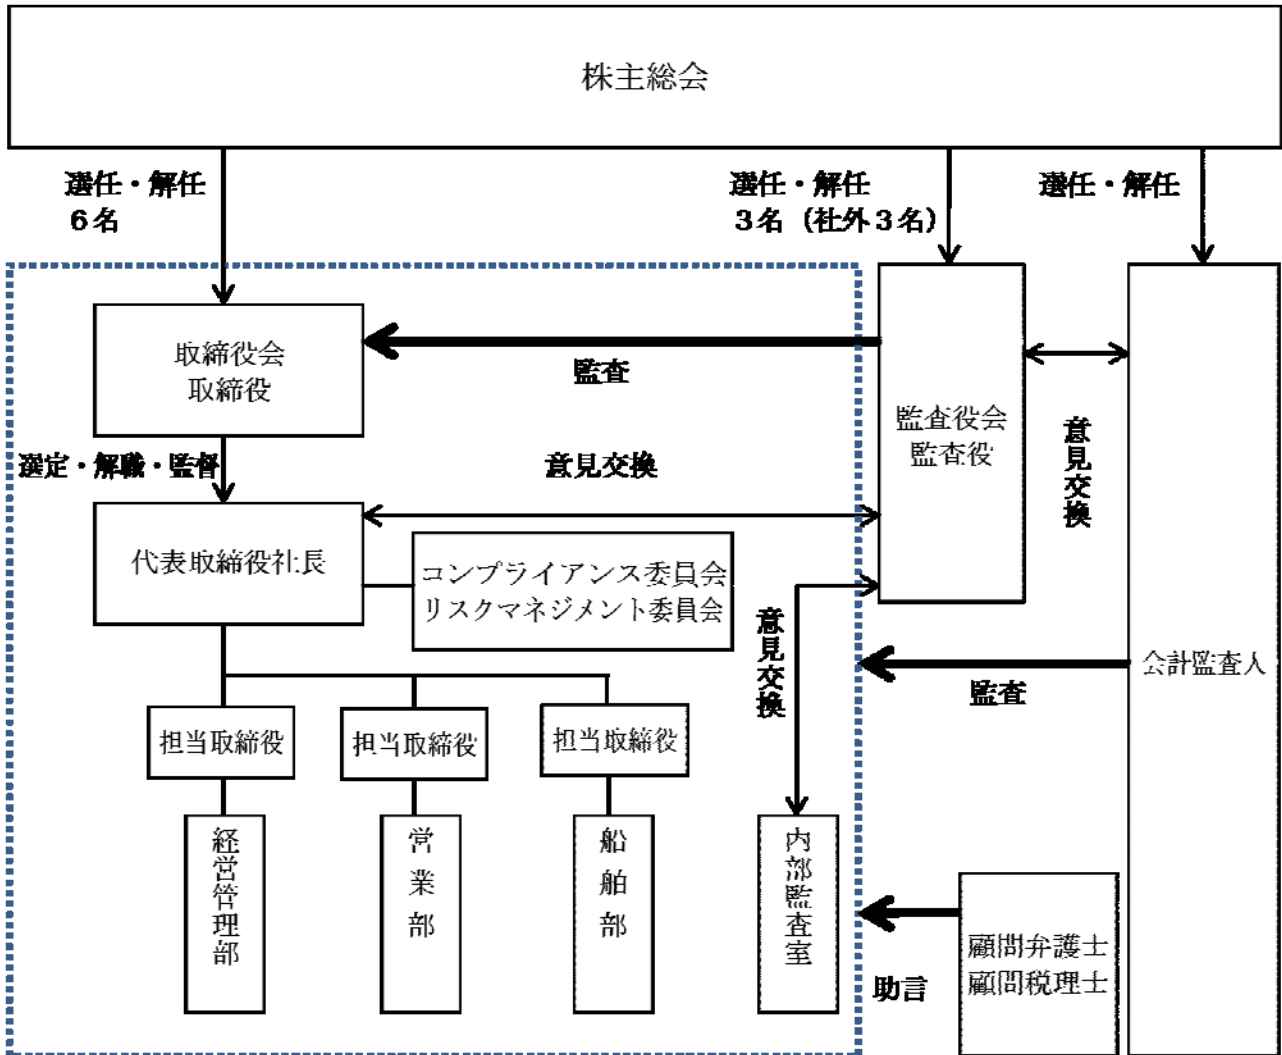 株主総会
選任・解任
6名
選任・解任
3名（社外3名）
選任・解任
取締役会
取締役
監査
監査役会
監査役
意見交換
選定・解職・監督
意見交換
代表取締役社長
コンプライアンス委員会
リスクマネジメント委員会
意見交換
監査
会計監査人
担当取締役
担当取締役
担当取締役
経営管理部
営業部
船舶部
内部監査室
助言
顧問弁護士
顧問税理士